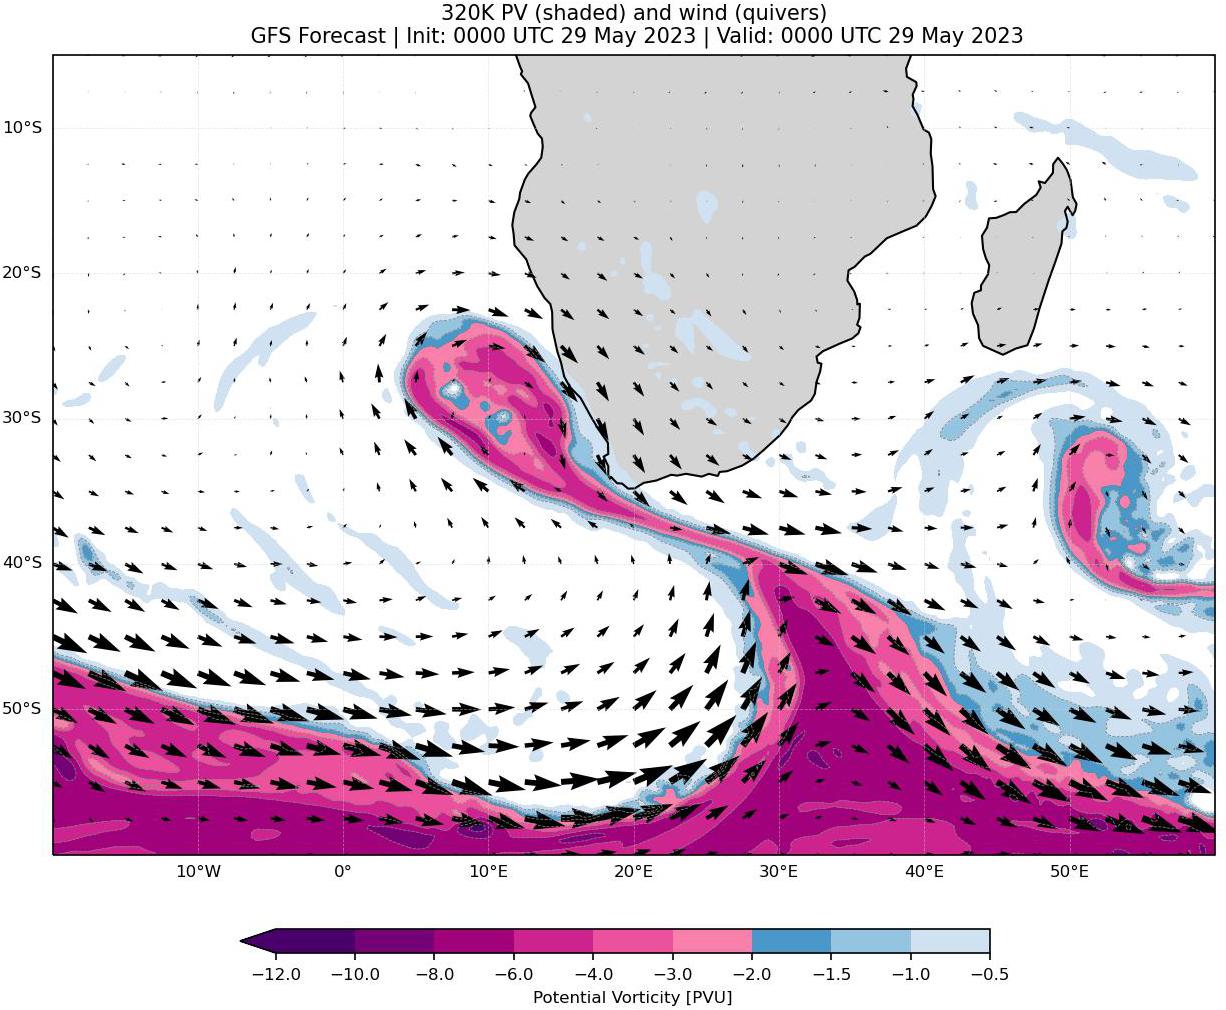 320K PV (shaded) and wind (quivers)
GFS Forecast | Init: 0000 UTC 29 May 2023 | Valid: 0000 UTC 29 May 2023
10°S
20°S
30°S
40°S
50°S
10°W 0° 10°E 20°E 30°E 40°E 50°E
−12.0 −10.0 −8.0 −6.0 −4.0 −3.0 −2.0 −1.5 −1.0 −0.5
Potential Vorticity [PVU]